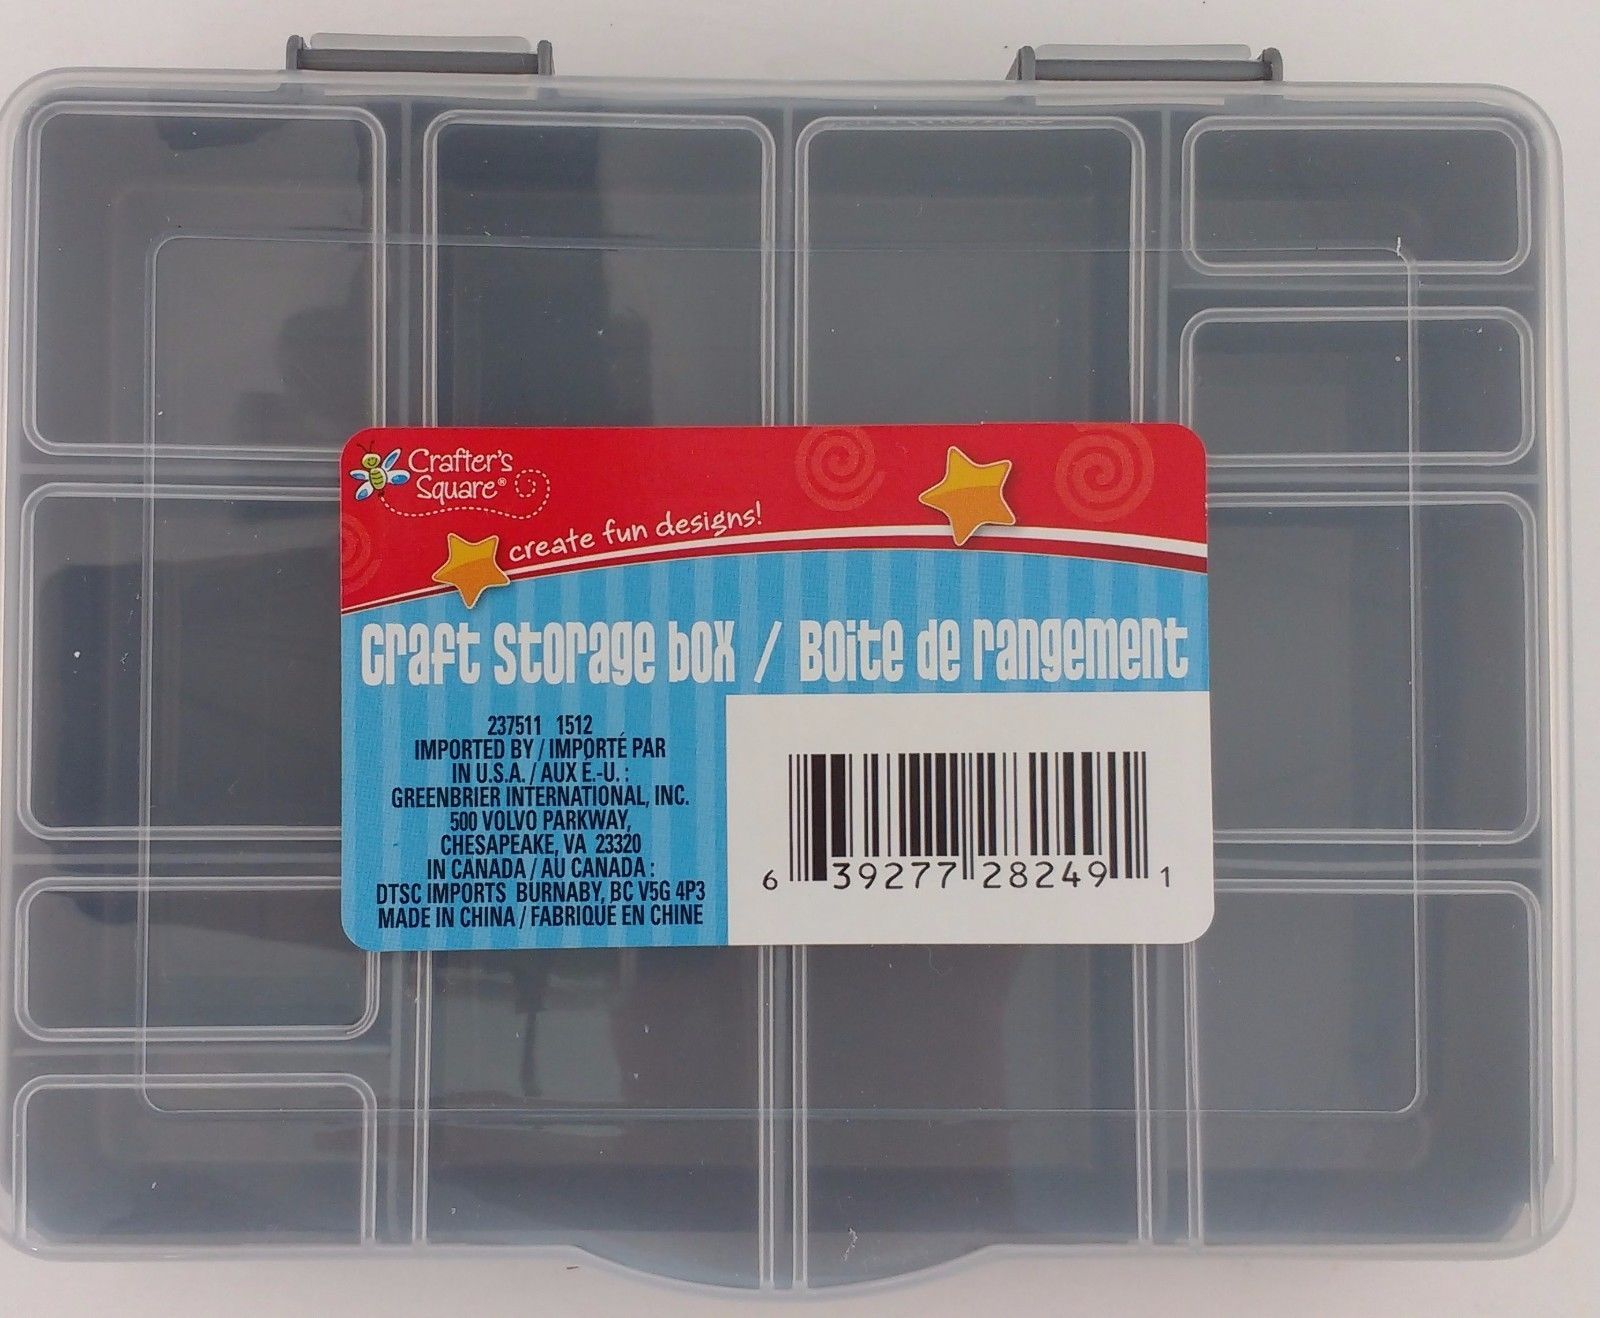 Crafter's
Square®
create fun designs!
Craft Storage Box / Boite de rangement
237511 1512
IMPORTED BY / IMPORTÉ PAR
IN U.S.A. / AUX É.-U. :
GREENBRIER INTERNATIONAL, INC.
500 VOLVO PARKWAY,
CHESAPEAKE, VA 23320
IN CANADA / AU CANADA :
DTSC IMPORTS BURNABY, BC V5G 4P3
MADE IN CHINA / FABRIQUÉ EN CHINE
6 39277 28249 1